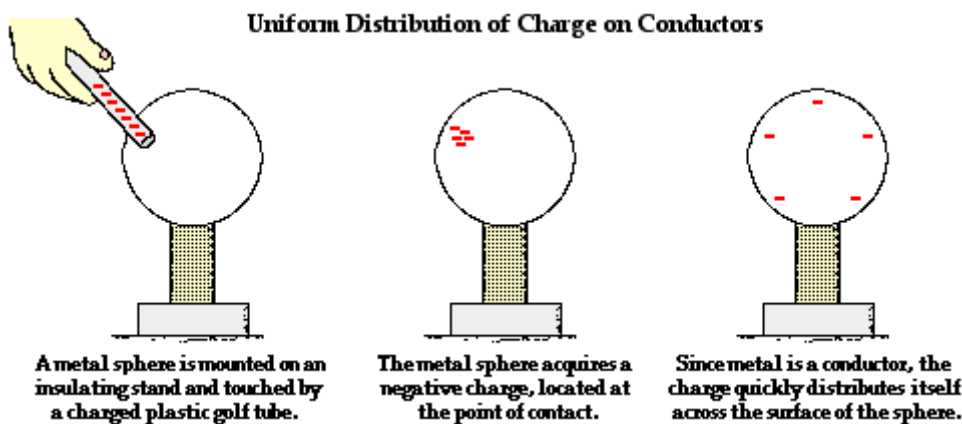 Uniform Distribution of Charge on Conductors
A metal sphere is mounted on an
insulating stand and touched by
a charged plastic golf tube.
The metal sphere acquires a
negative charge, located at
the point of contact.
Since metal is a conductor, the
charge quickly distributes itself
across the surface of the sphere.